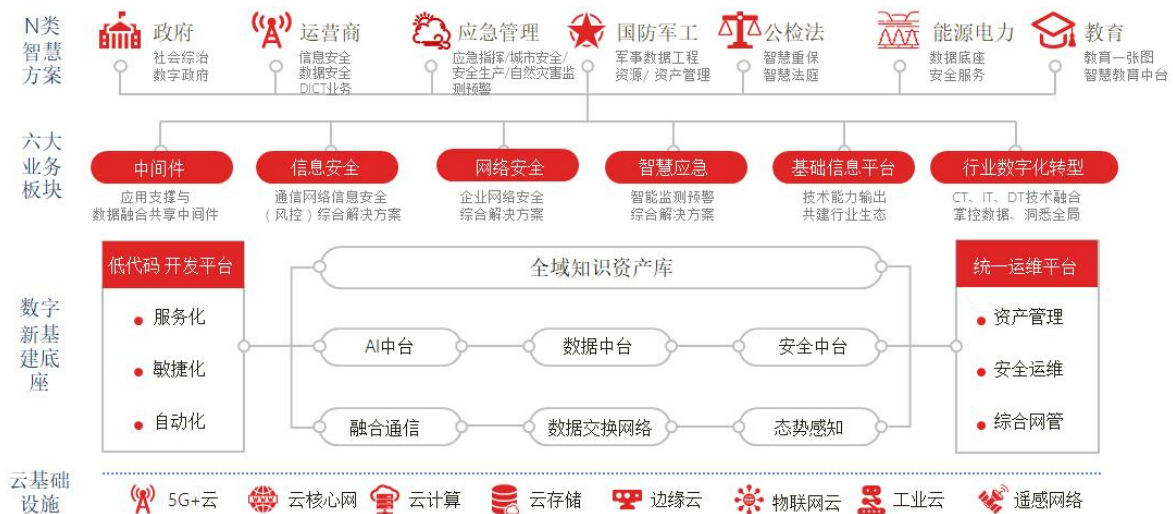 N类
智慧
方案
政府
社会综治
数字政府
运营商
信息安全
数据安全
DICT业务
应急管理
应急指挥/城市安全/
安全生产/自然灾害监
测预警
国防军工
军事数据工程
资源/ 资产管理
公检法
智慧重保
智慧法庭
能源电力
数据底座
安全服务
教育
教育一张图
智慧教育中台
六大
业务
板块
中间件
应用支撑与
数据融合共享中间件
信息安全
通信网络信息安全
（风控）综合解决方案
网络安全
企业网络安全
综合解决方案
智慧应急
智能监测预警
综合解决方案
基础信息平台
技术能力输出
共建行业生态
行业数字化转型
CT、IT、DT技术融合
掌控数据、洞悉全局
数字
新基
建底
座
低代码 开发平台
服务化
敏捷化
自动化
全域知识资产库
AI中台
数据中台
安全中台
融合通信
数据交换网络
态势感知
统一运维平台
资产管理
安全运维
综合网管
云基础
设施
5G+云
云核心网
云计算
云存储
边缘云
物联网云
工业云
遥感网络